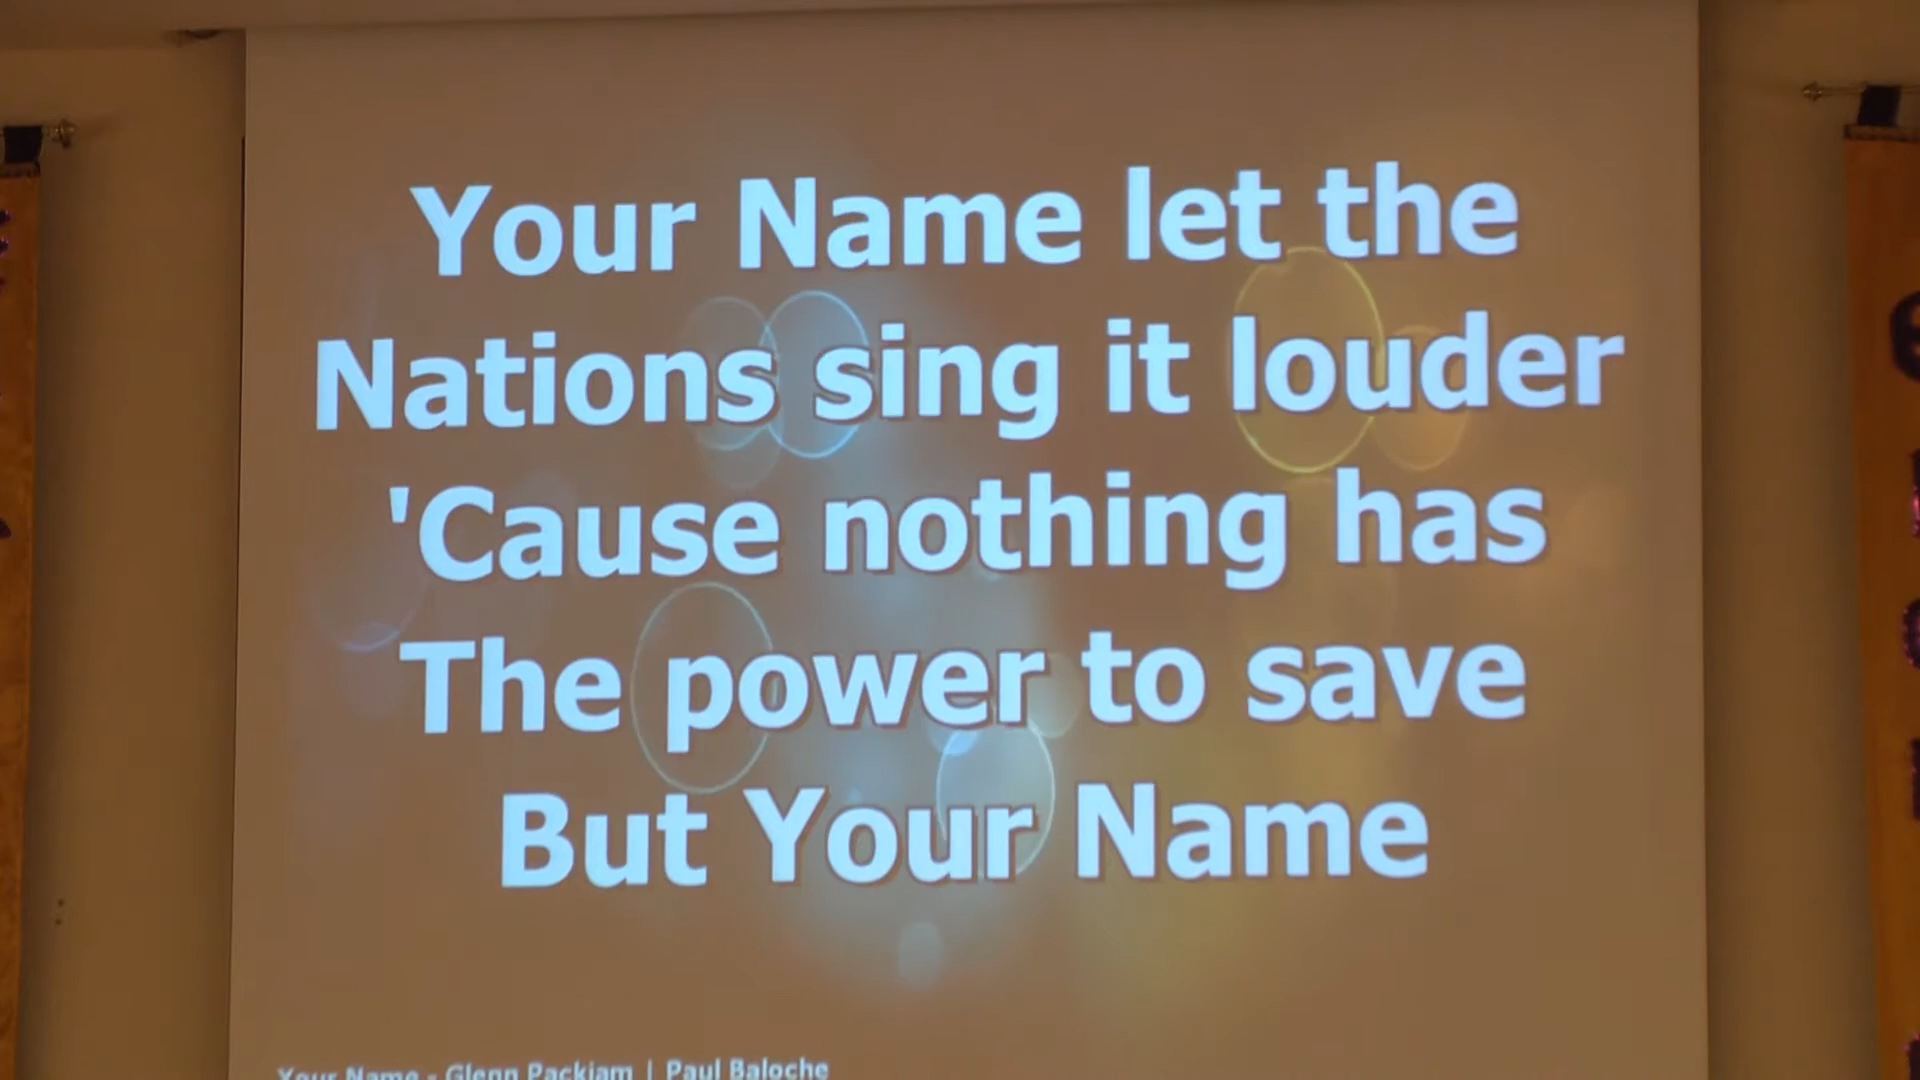 Your Name let the
Nations sing it louder
'Cause nothing has
The power to save
But Your Name
Your Name - Glenn Packiam | Paul Baloche